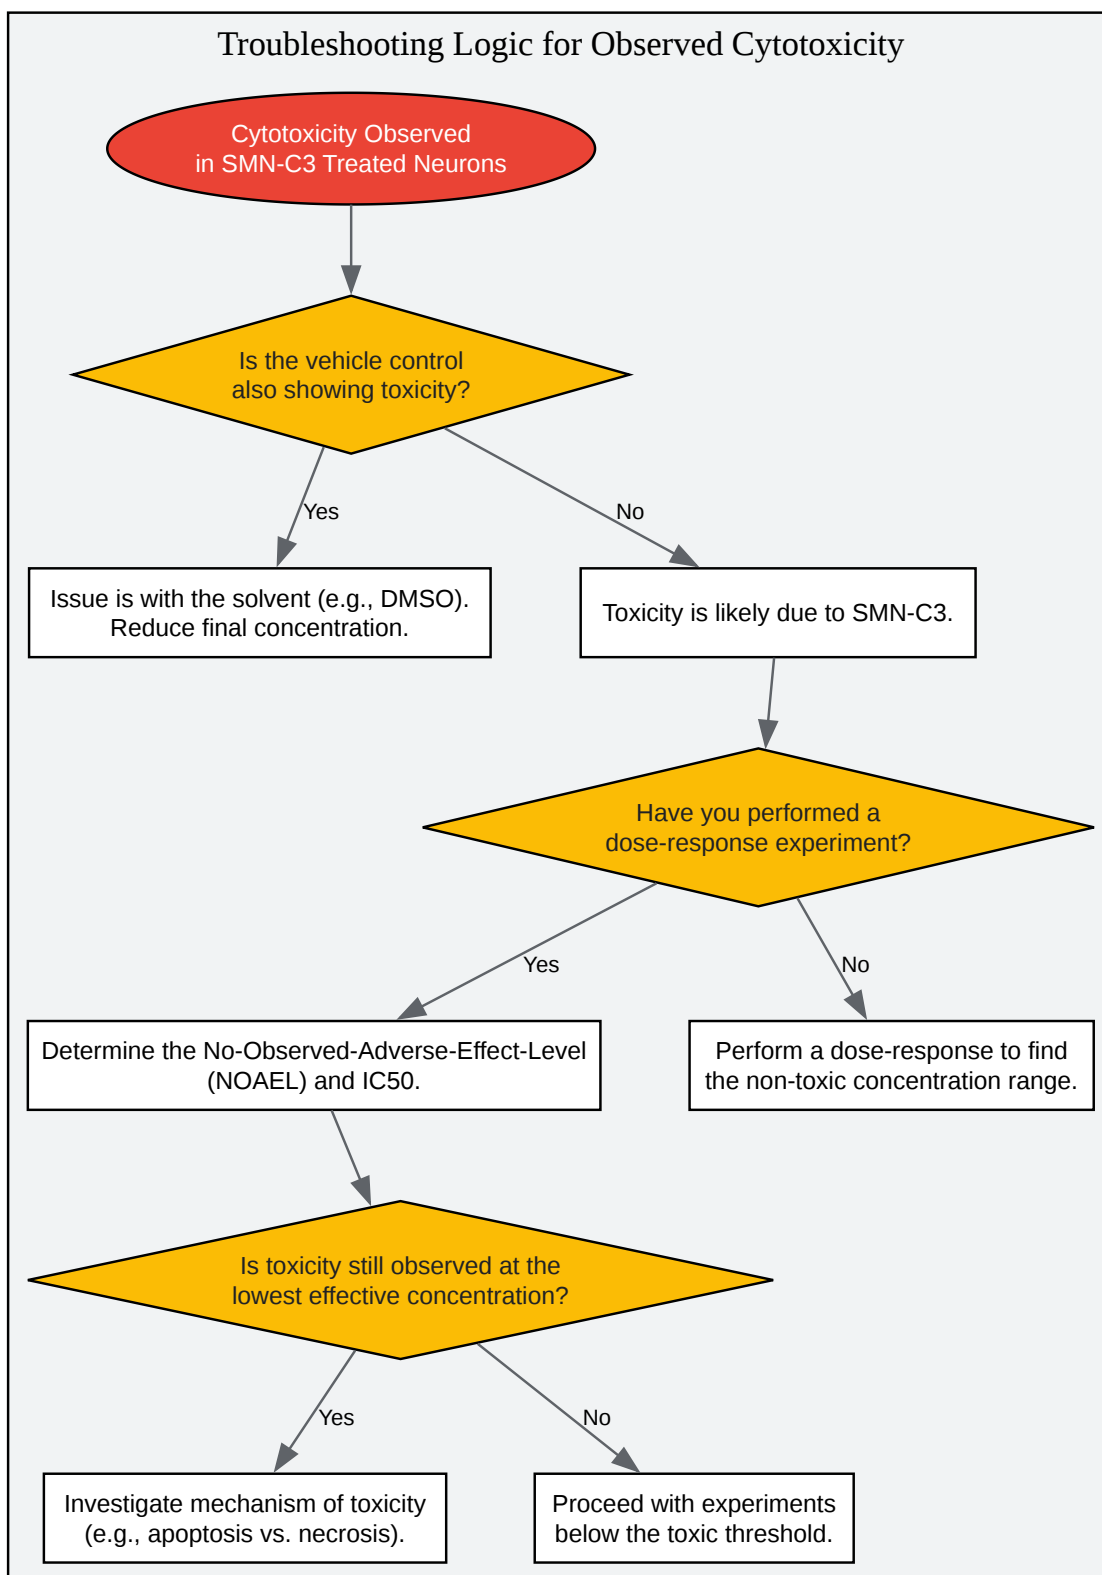 Troubleshooting Logic for Observed Cytotoxicity
Cytotoxicity Observed
in SMN-C3 Treated Neurons
Is the vehicle control
also showing toxicity?
Yes
No
Issue is with the solvent (e.g., DMSO).
Reduce final concentration.
Toxicity is likely due to SMN-C3.
Have you performed a
dose-response experiment?
Yes
No
Determine the No-Observed-Adverse-Effect-Level
(NOAEL) and IC50.
Perform a dose-response to find
the non-toxic concentration range.
Is toxicity still observed at the
lowest effective concentration?
Yes
No
Investigate mechanism of toxicity
(e.g., apoptosis vs. necrosis).
Proceed with experiments
below the toxic threshold.